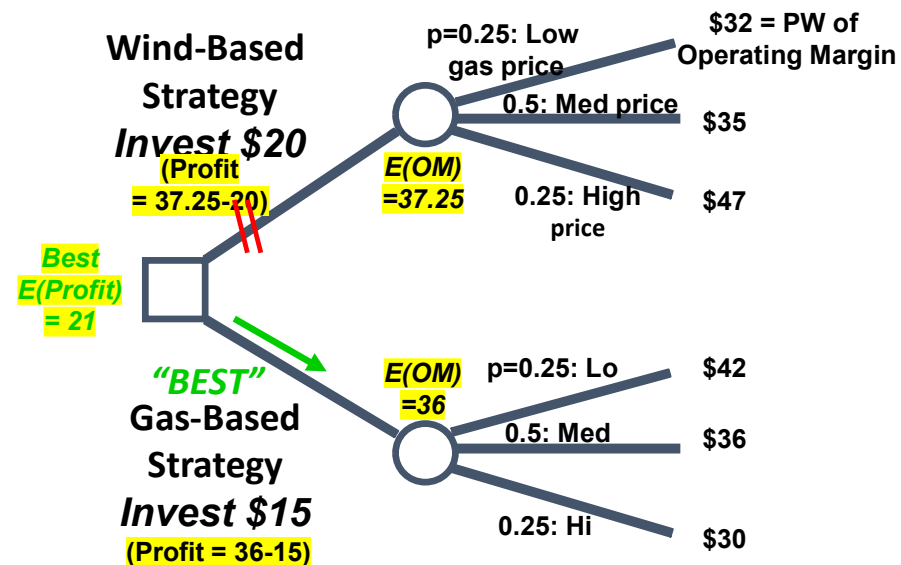 Wind-Based
Strategy
Invest $20
(Profit
= 37.25-20)
p=0.25: Low
gas price
0.5: Med price
0.25: High
price
E(OM)
=37.25
$32 = PW of
Operating Margin
$35
$47
Best
E(Profit)
= 21
“BEST”
Gas-Based
Strategy
Invest $15
(Profit = 36-15)
E(OM)
=36
p=0.25: Lo
0.5: Med
0.25: Hi
$42
$36
$30